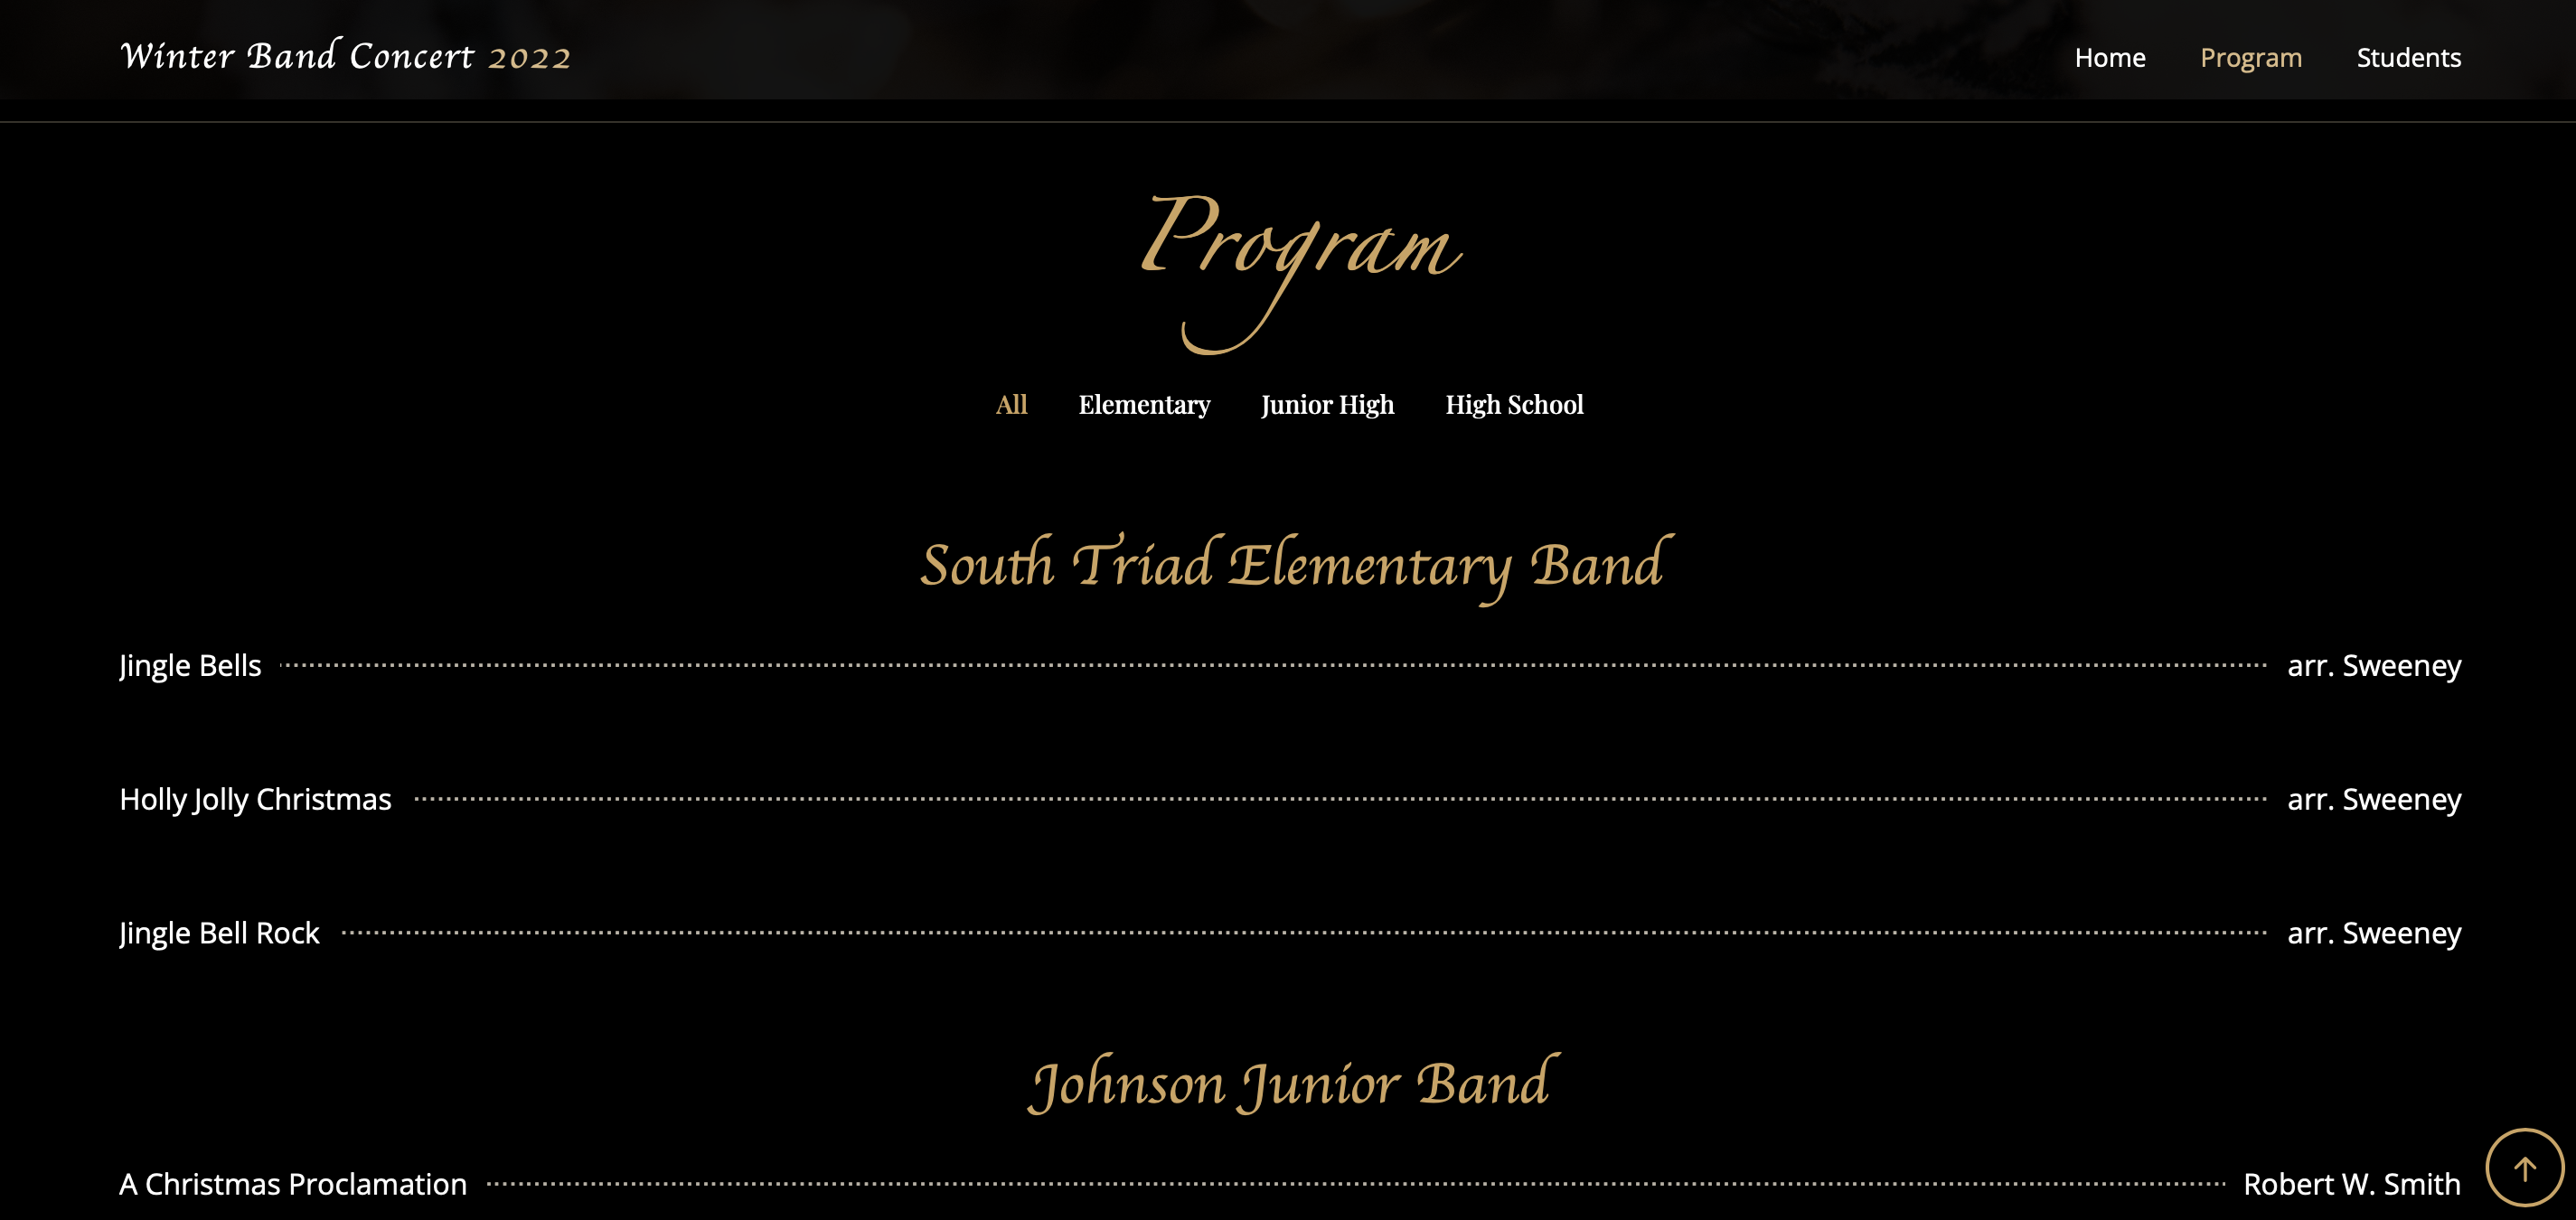 Winter Band Concert 2022
Home Program Students
Program
All Elementary Junior High High School
South Triad Elementary Band
Jingle Bells arr. Sweeney
Holly Jolly Christmas arr. Sweeney
Jingle Bell Rock arr. Sweeney
Johnson Junior Band
A Christmas Proclamation Robert W. Smith